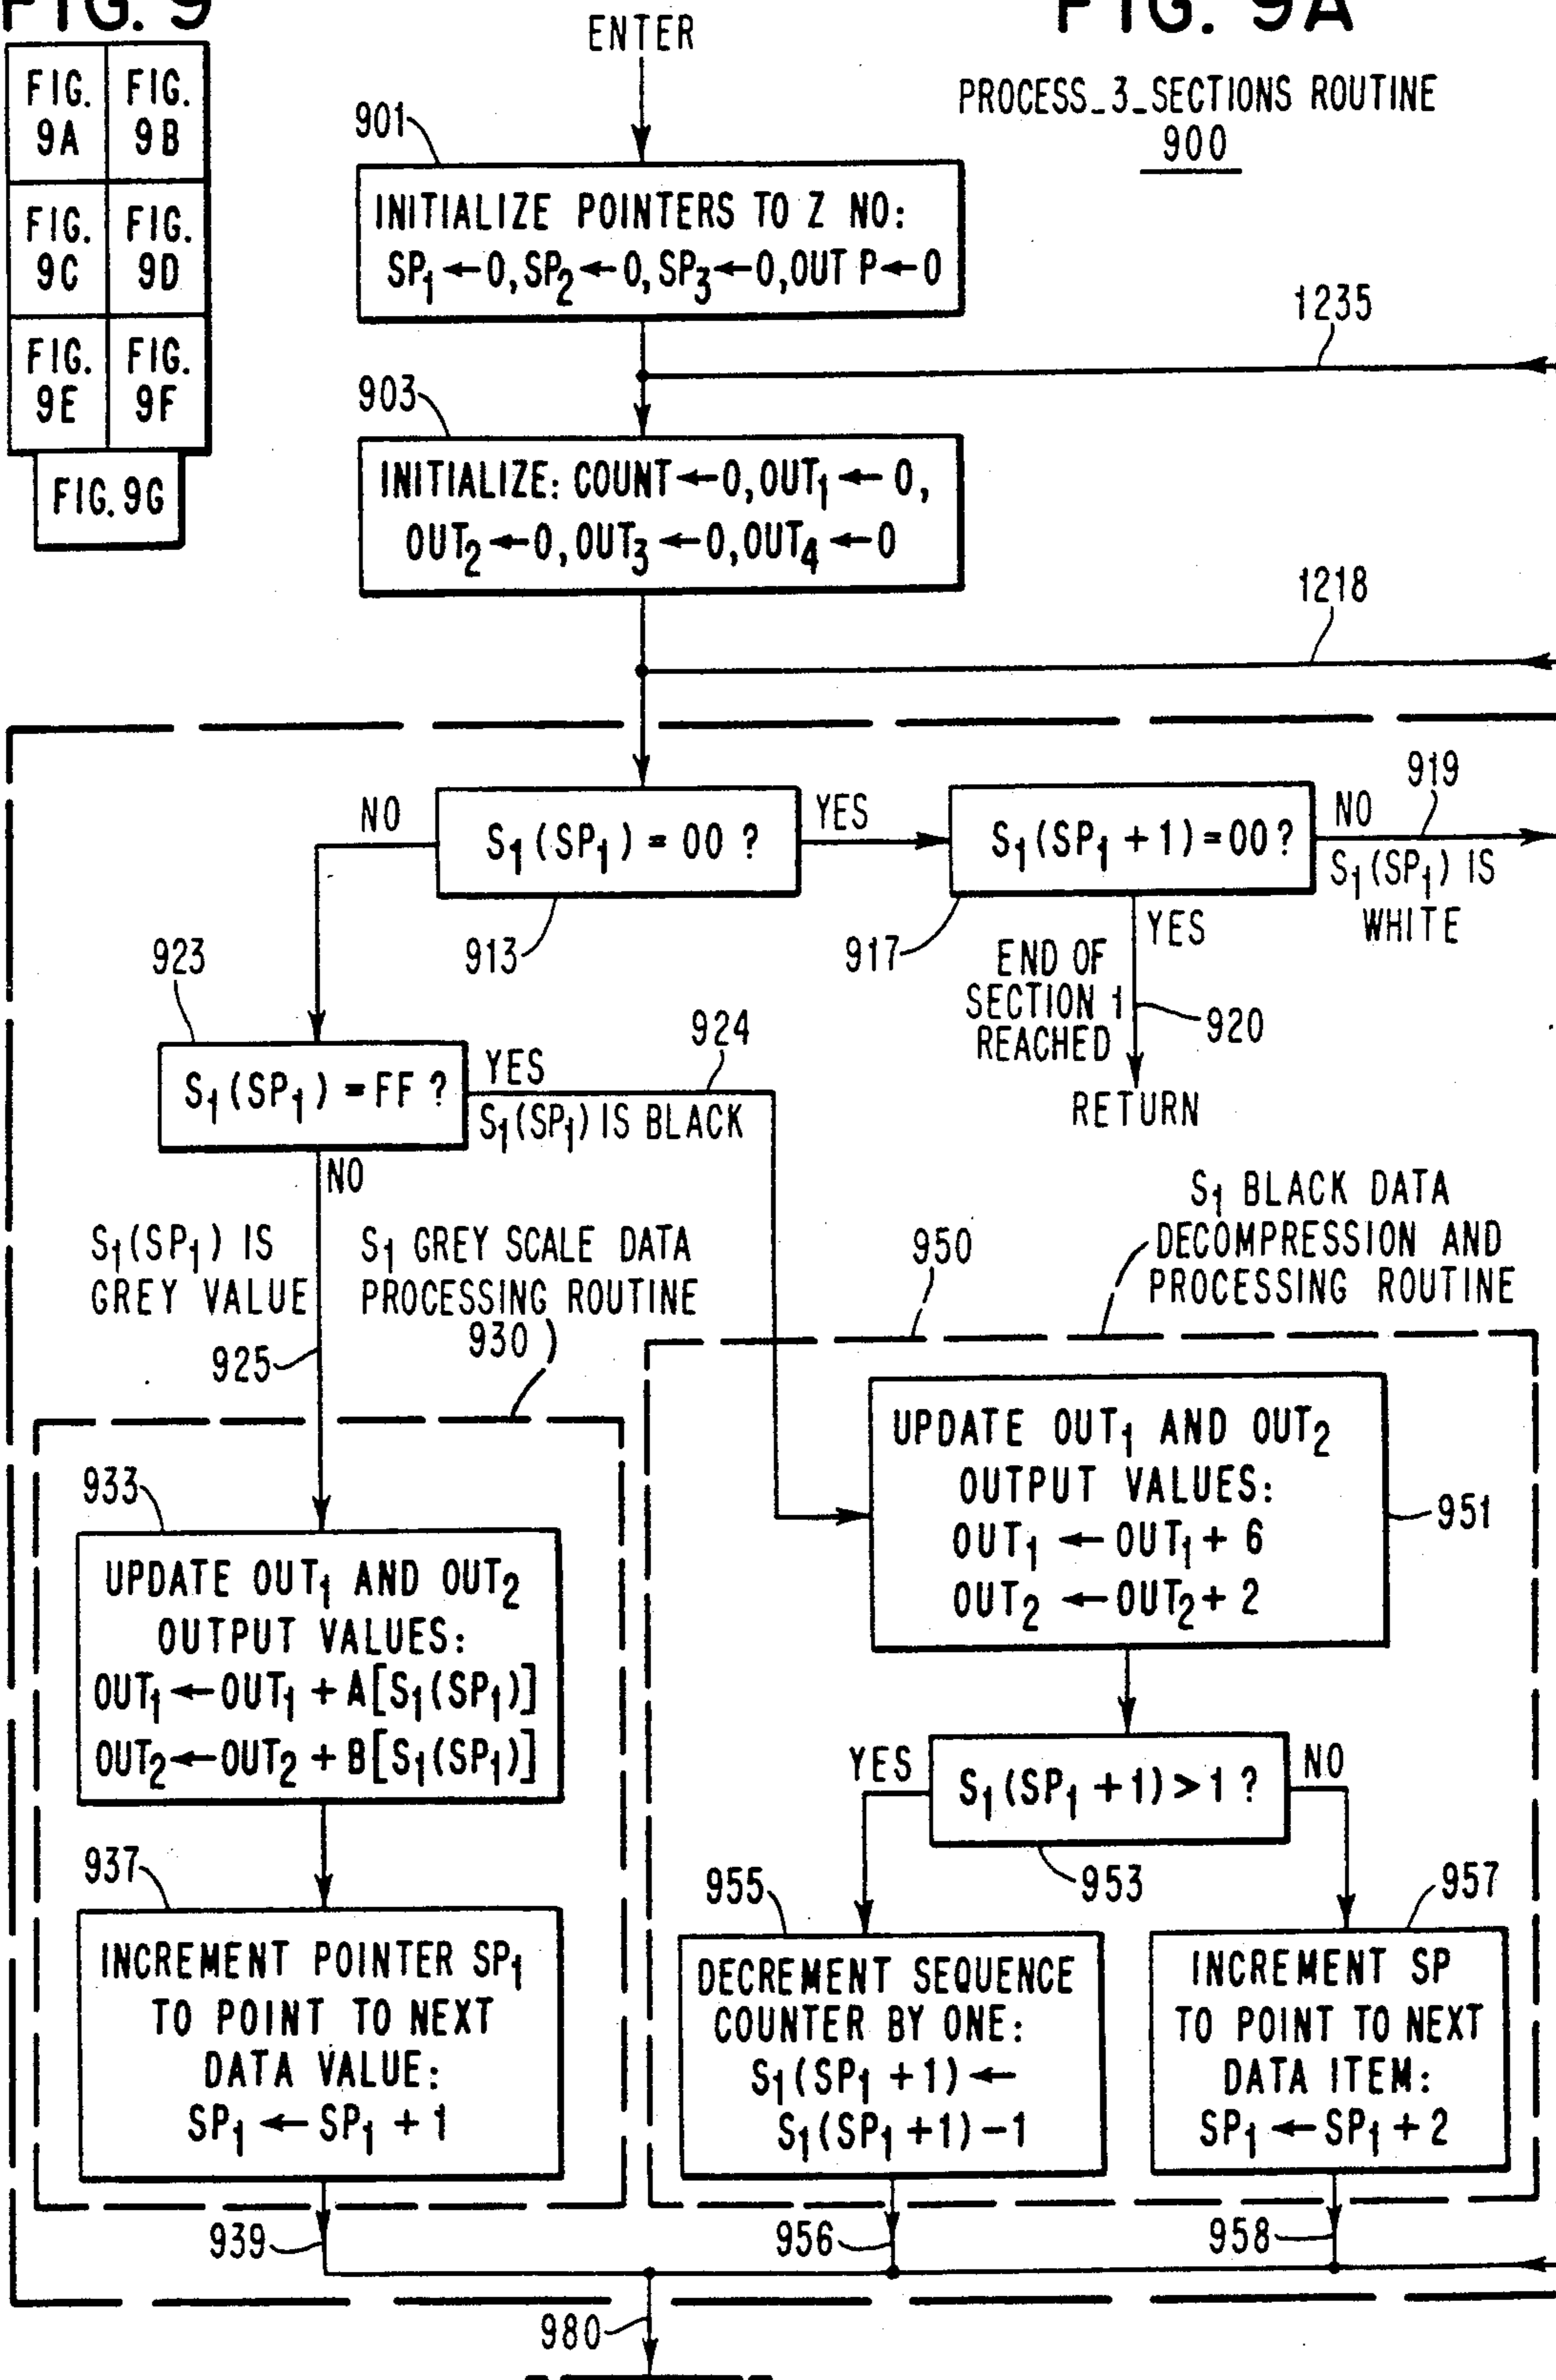 FIG. 9
FIG. 9A
FIG. 9A
FIG. 9B
FIG. 9C
FIG. 9D
FIG. 9E
FIG. 9F
FIG. 9G
ENTER
PROCESS_3_SECTIONS ROUTINE
900
901
INITIALIZE POINTERS TO Z NO:
SP₁ ←0, SP₂ ←0, SP₃ ←0, OUT P←0
1235
903
INITIALIZE: COUNT←0, OUT₁ ← 0,
OUT₂ ←0, OUT₃ ←0, OUT₄ ←0
1218
NO
S₁ (SP₁) = 00 ?
YES
913
S₁ (SP₁ + 1) = 00 ?
917
NO
919
S₁(SP₁) IS
WHITE
YES
END OF
SECTION 1
REACHED
920
RETURN
923
S₁ (SP₁) = FF ?
YES
924
S₁(SP₁) IS BLACK
NO
S₁(SP₁) IS
GREY VALUE
925
S₁ GREY SCALE DATA
PROCESSING ROUTINE
930
950
S₁ BLACK DATA
DECOMPRESSION AND
PROCESSING ROUTINE
933
UPDATE OUT₁ AND OUT₂
OUTPUT VALUES:
OUT₁ ← OUT₁ + A[S₁(SP₁)]
OUT₂ ← OUT₂ + B[S₁(SP₁)]
937
INCREMENT POINTER SP₁
TO POINT TO NEXT
DATA VALUE:
SP₁ ← SP₁ + 1
939
UPDATE OUT₁ AND OUT₂
OUTPUT VALUES:
OUT₁ ← OUT₁ + 6
OUT₂ ← OUT₂ + 2
951
YES
S₁ (SP₁ + 1) > 1 ?
NO
953
955
DECREMENT SEQUENCE
COUNTER BY ONE:
S₁ (SP₁ +1) ←
S₁ (SP₁ +1) –1
956
957
INCREMENT SP
TO POINT TO NEXT
DATA ITEM:
SP₁ ← SP₁ + 2
958
980